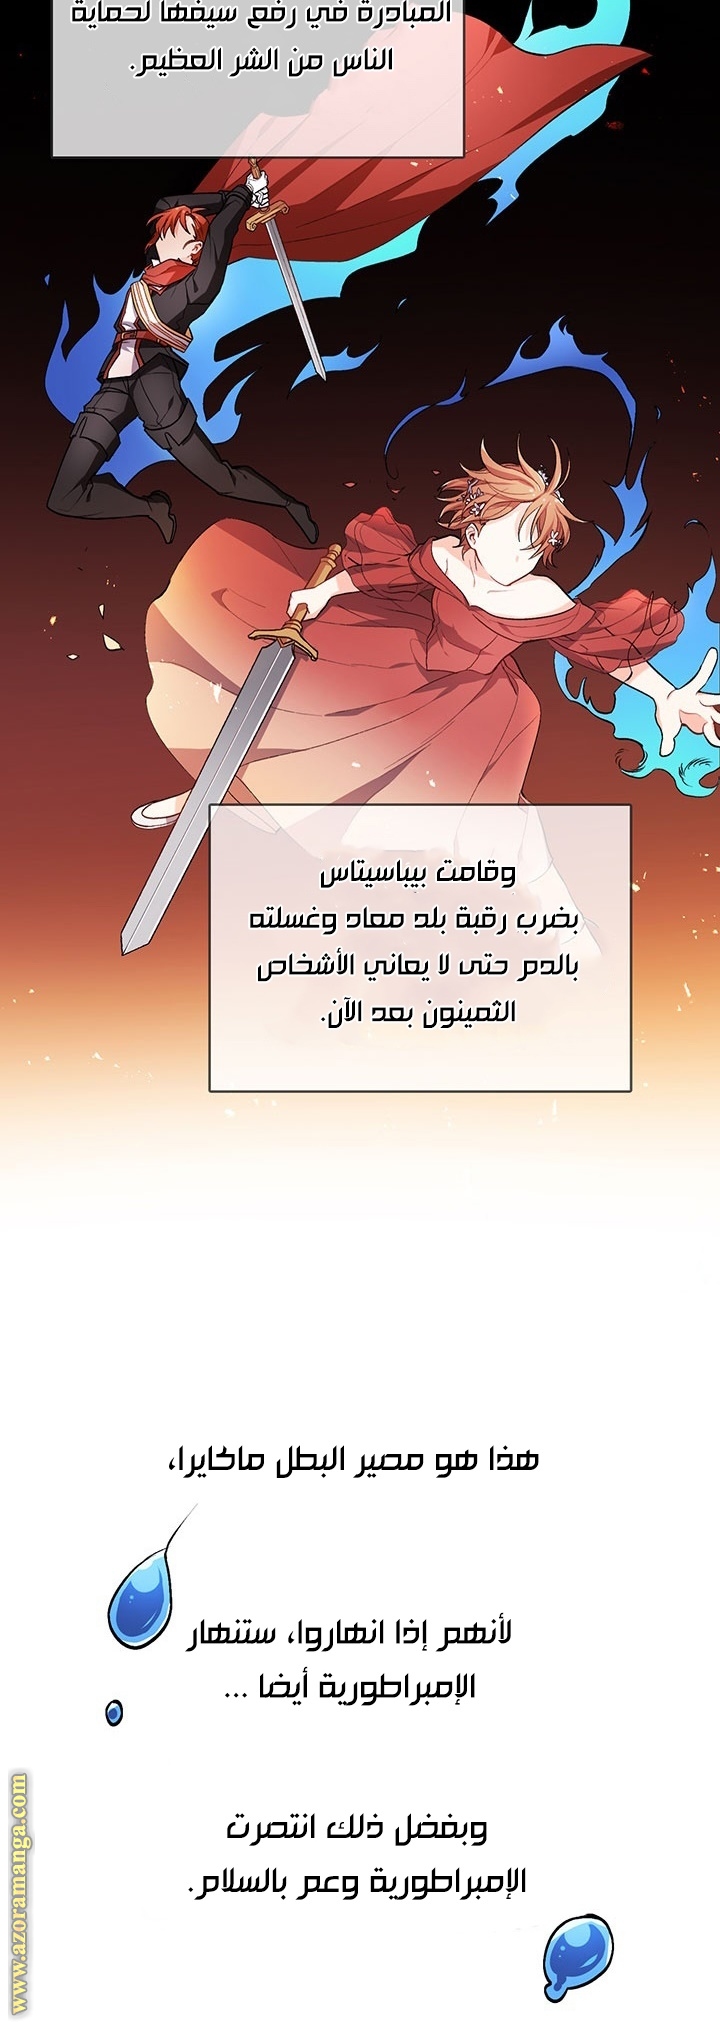 المبادرة في رفع سيفها لحماية
الناس من الشر العظيم.
وقامت بيباسيتاس
بضرب رقبة بلد معاد وغسلته
بالدم حتى لا يعاني الأشخاص
الثمينون بعد الآن.
هذا هو مصير البطل ماكايرا،
لأنهم إذا انهاروا، ستنهار
الإمبراطورية أيضا ...
وبفضل ذلك انتصرت
الإمبراطورية وعم بالسلام.
www.azoramanga.com